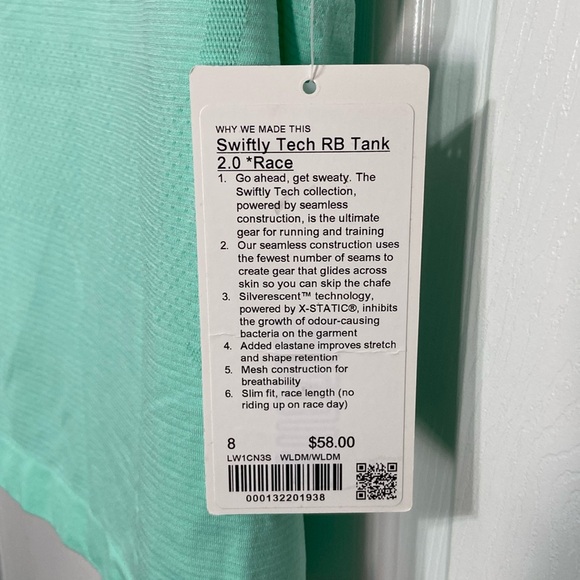 WHY WE MADE THIS
Swiftly Tech RB Tank
2.0 *Race
1. Go ahead, get sweaty. The
Swiftly Tech collection,
powered by seamless
construction, is the ultimate
gear for running and training
2. Our seamless construction uses
the fewest number of seams to
create gear that glides across
skin so you can skip the chafe
3. Silverescent™ technology,
powered by X-STATIC®, inhibits
the growth of odour-causing
bacteria on the garment
4. Added elastane improves stretch
and shape retention
5. Mesh construction for
breathability
6. Slim fit, race length (no
riding up on race day)
8 $58.00
LW1CN3S WLDM/WLDM
000132201938